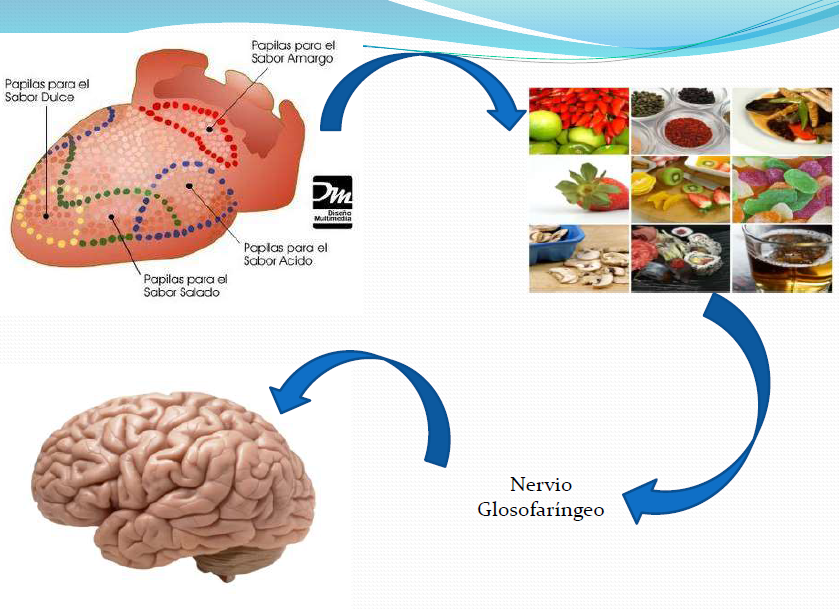 Papilas para el
Sabor Amargo
Papilas para el
Sabor Dulce
Dm
Diseño
Multimedia
Papilas para el
Sabor Acido
Papilas para el
Sabor Salado
Nervio
Glosofaríngeo